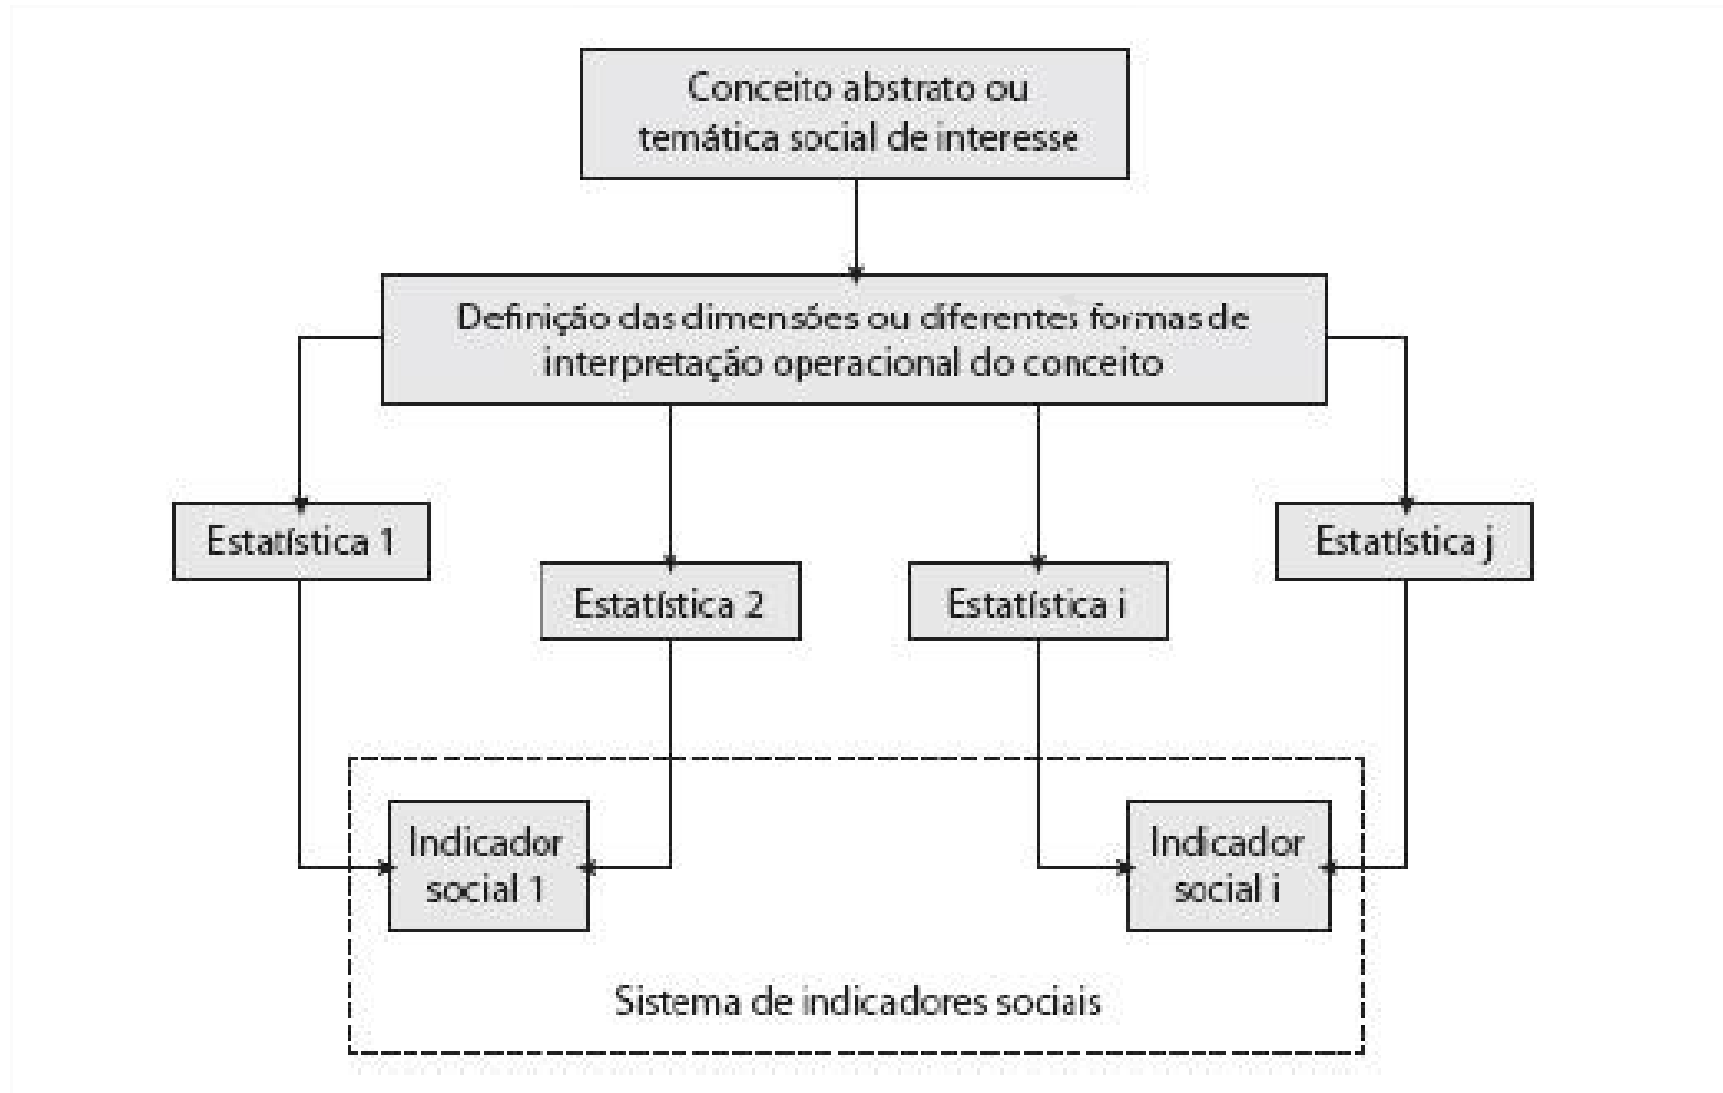 Conceito abstrato ou
temática social de interesse
Definição das dimensões ou diferentes formas de
interpretação operacional do conceito
Estatística 1
Estatística j
Estatística 2
Estatística i
Indicador
social 1
Indicador
social i
Sistema de indicadores sociais